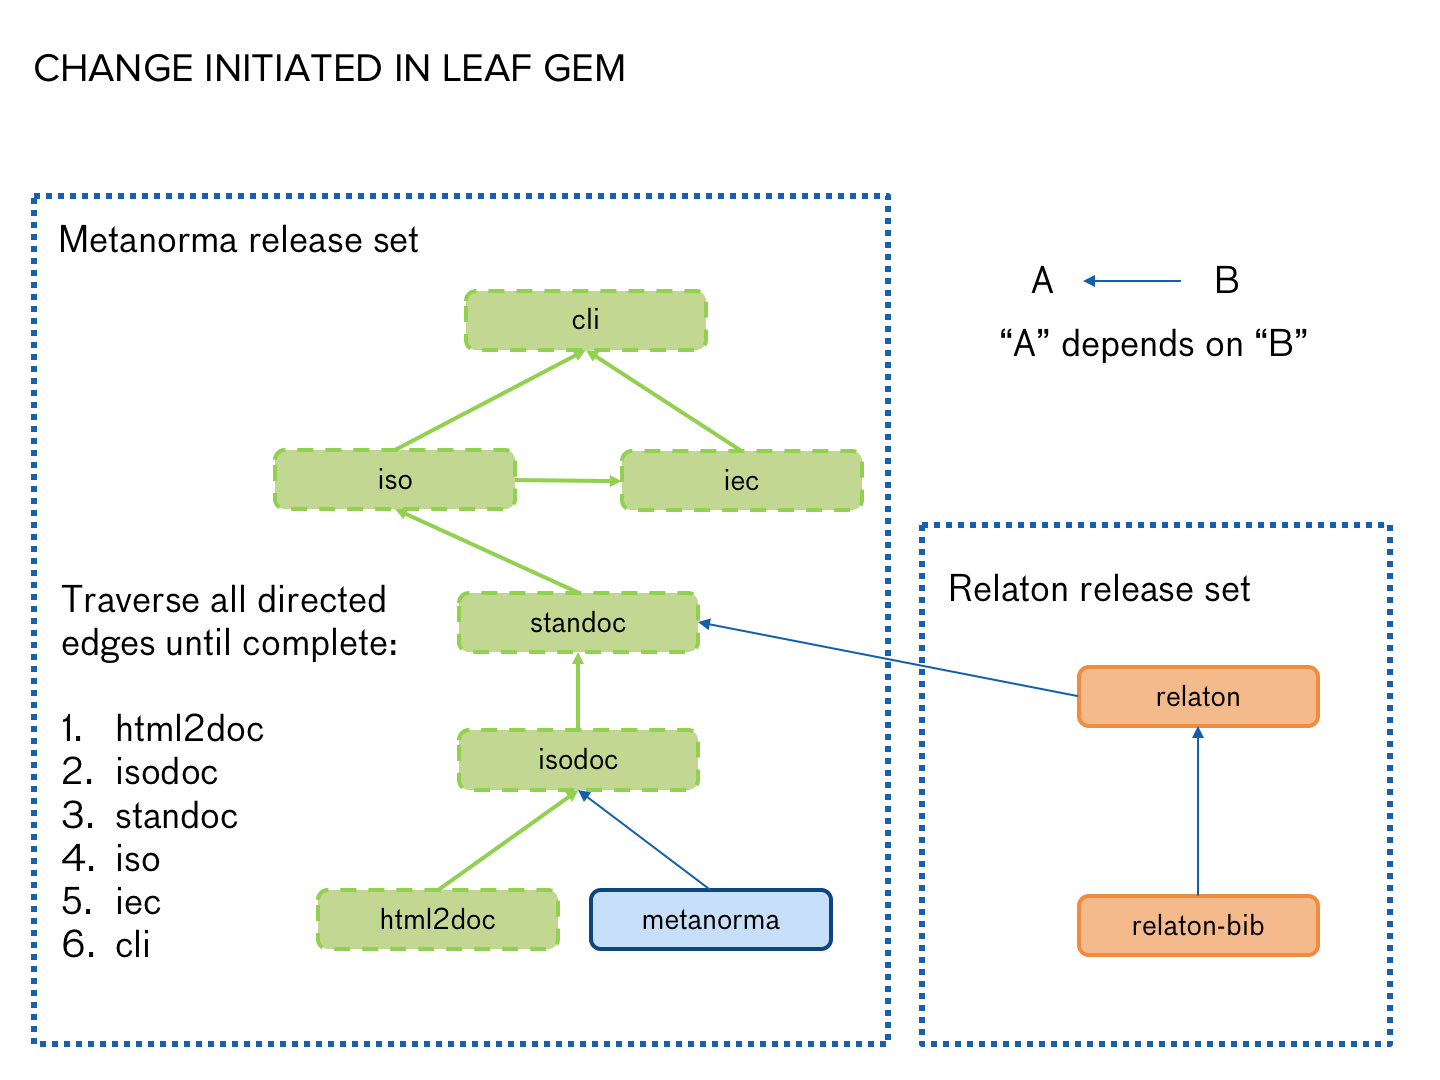 CHANGE INITIATED IN LEAF GEM
Metanorma release set
cli
iso
iec
standoc
isodoc
html2doc
metanorma
Traverse all directed
edges until complete:
1. html2doc
2. isodoc
3. standoc
4. iso
5. iec
6. cli
A B
“A” depends on “B”
Relaton release set
relaton
relaton-bib